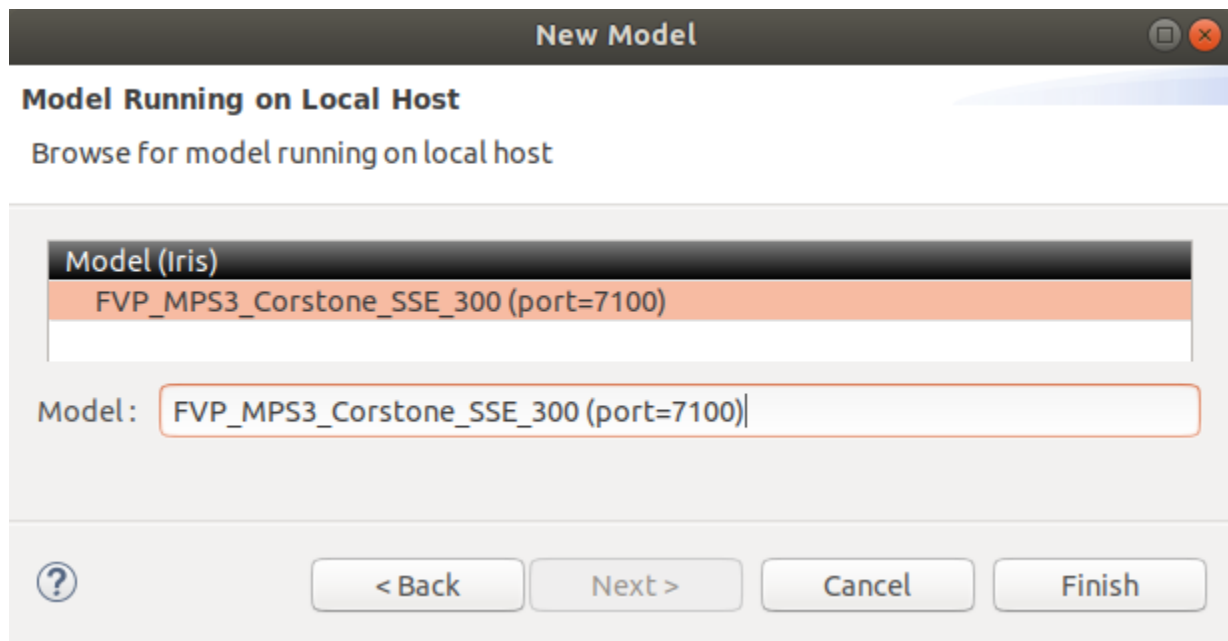 New Model
Model Running on Local Host
Browse for model running on local host
Model (Iris)
FVP_MPS3_Corstone_SSE_300 (port=7100)
Model: FVP_MPS3_Corstone_SSE_300 (port=7100)
? < Back Next > Cancel Finish